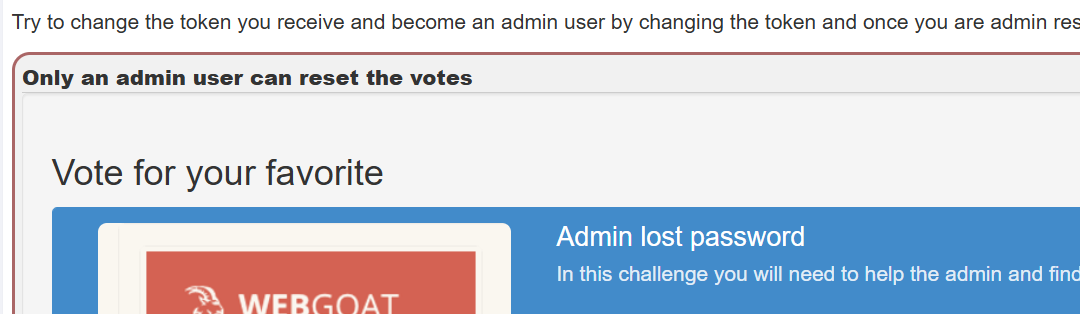 Try to change the token you receive and become an admin user by changing the token and once you are admin res
Only an admin user can reset the votes
Vote for your favorite
Admin lost password
In this challenge you will need to help the admin and find
WEBGOAT